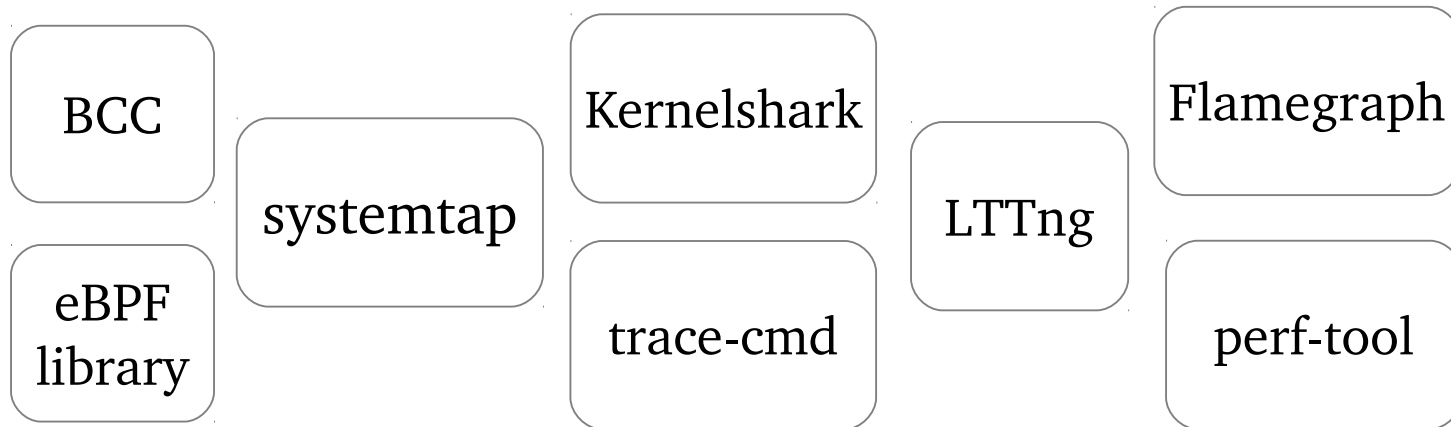 BCC
Kernelshark
Flamegraph
systemtap
LTTng
eBPF
library
trace-cmd
perf-tool